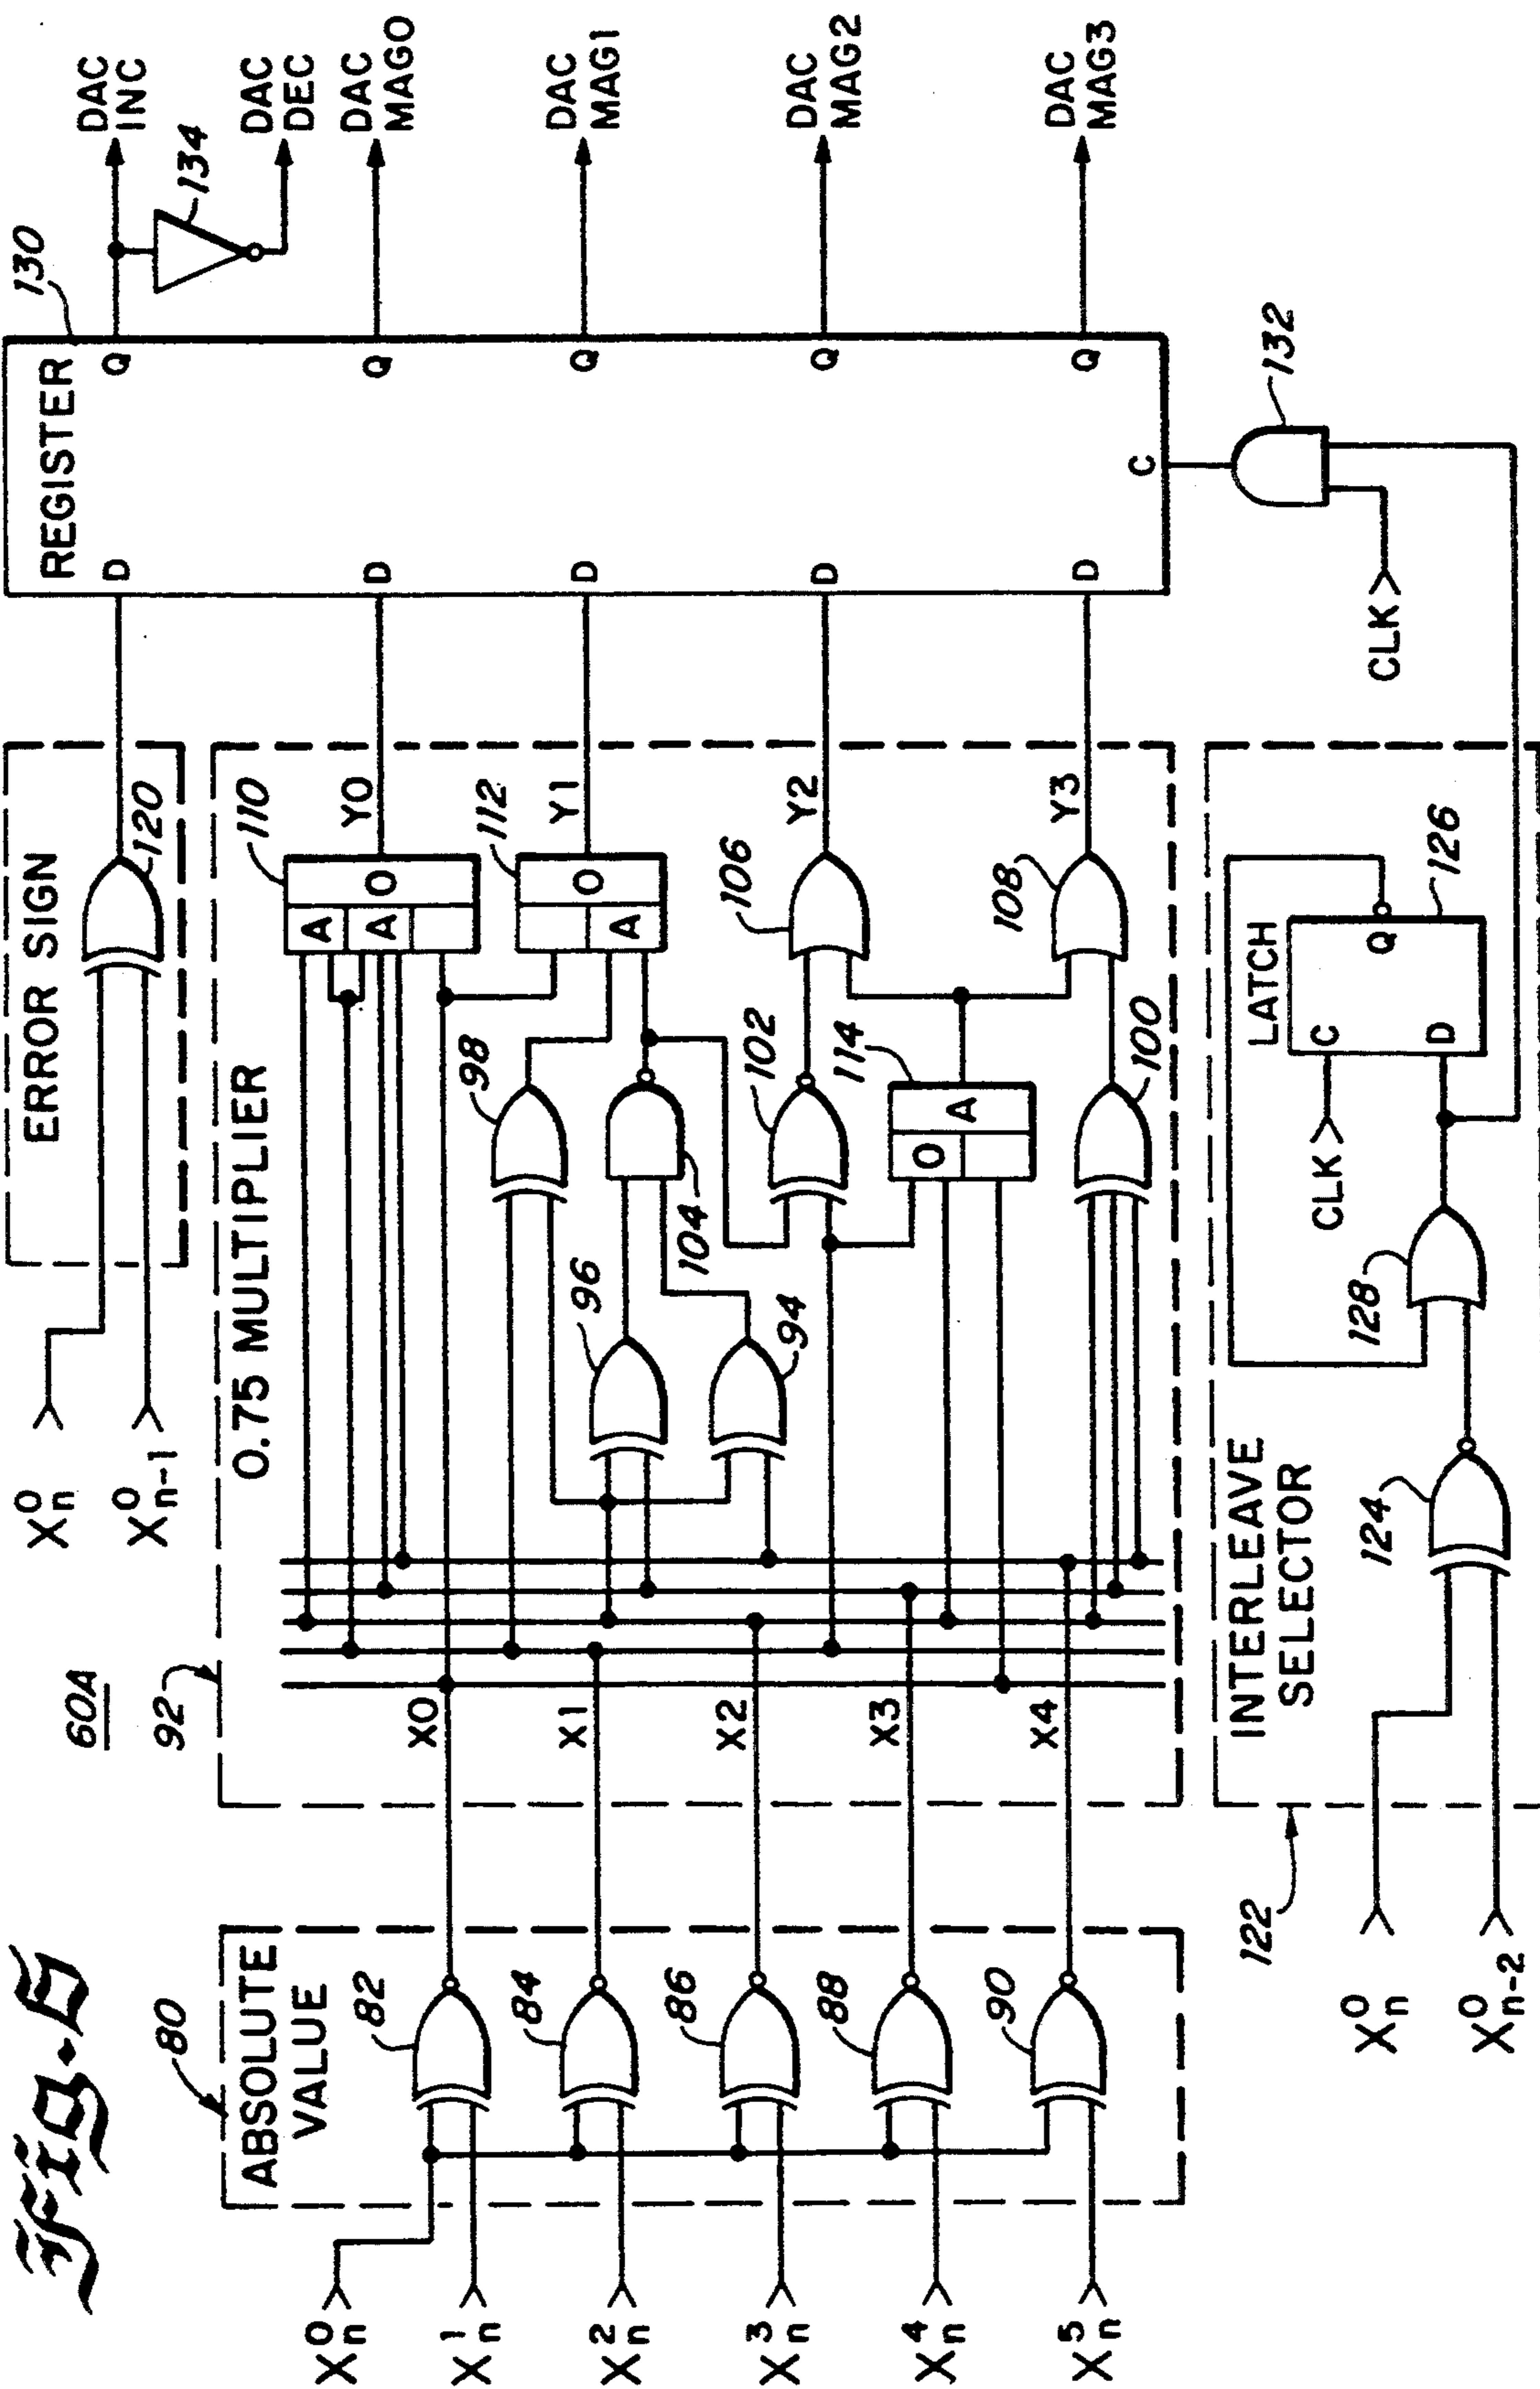 Fig. 8
60A
80
ABSOLUTE
VALUE
82
84
86
88
90
X⁰ₙ
X¹ₙ
X²ₙ
X³ₙ
X⁴ₙ
X⁵ₙ
92
0.75 MULTIPLIER
X0
X1
X2
X3
X4
94
96
98
104
102
114
100
O
A
110
A
A
O
Y0
112
A
O
Y1
106
Y2
108
Y3
ERROR SIGN
120
X⁰ₙ
X⁰ₙ₋₁
INTERLEAVE
SELECTOR
122
X⁰ₙ
X⁰ₙ₋₂
124
128
LATCH
C
D
Q
CLK
126
REGISTER
130
D
D
D
D
D
Q
Q
Q
Q
Q
C
132
CLK
134
DAC
INC
DAC
DEC
DAC
MAG0
DAC
MAG1
DAC
MAG2
DAC
MAG3